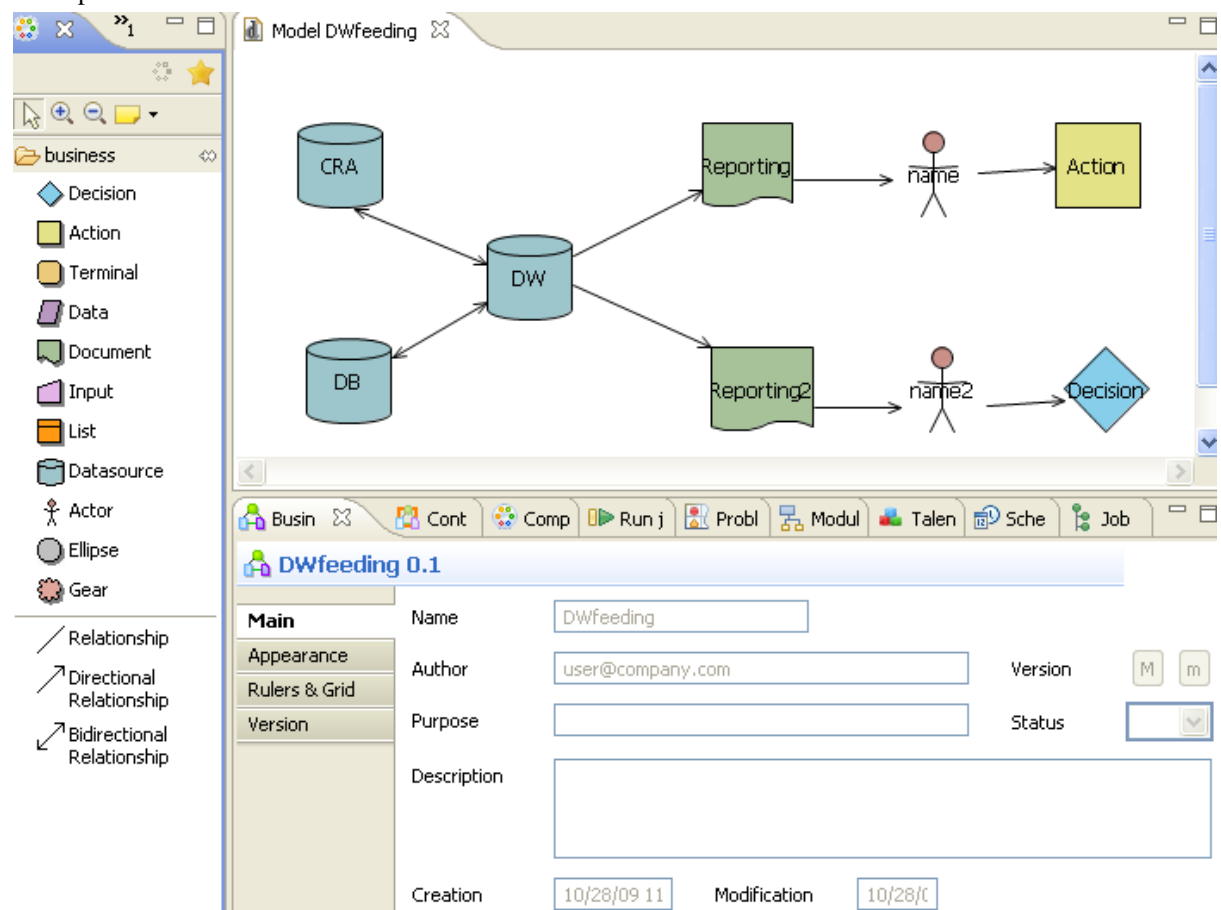 »1
Model DWfeeding
business
Decision
Action
Terminal
Data
Document
Input
List
Datasource
Actor
Ellipse
Gear
Relationship
Directional
Relationship
Bidirectional
Relationship
CRA
DW
DB
Reporting
name
Action
Reporting2
name2
Decision
Busin
Cont
Comp
Run j
Probl
Modul
Talen
Sche
Job
DWfeeding 0.1
Main
Appearance
Rulers & Grid
Version
Name DWfeeding
Author user@company.com Version M m
Purpose Status
Description
Creation 10/28/09 11 Modification 10/28/0